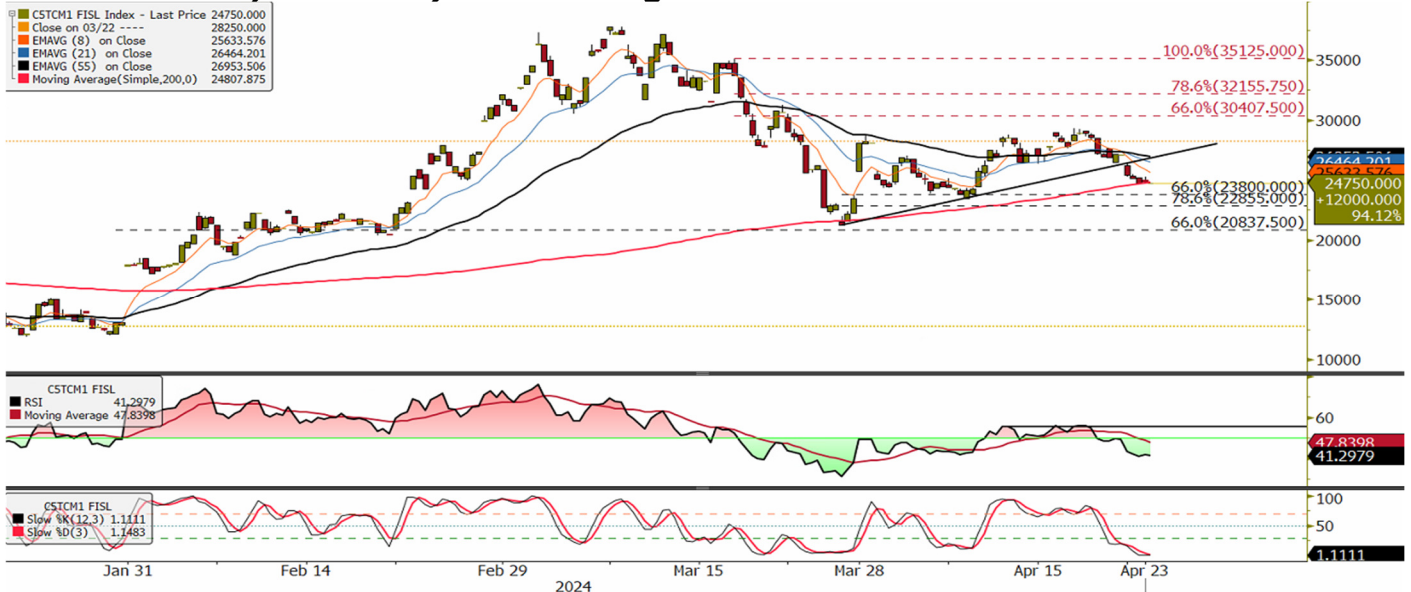 C5TCM1 FISL Index - Last Price 24750.000
Close on 03/22 ---- 28250.000
EMAVG (8) on Close 25633.576
EMAVG (21) on Close 26464.201
EMAVG (55) on Close 26953.506
Moving Average(Simple,200,0) 24807.875
100.0%(35125.000)
35000
78.6%(32155.750)
66.0%(30407.500)
30000
26464.201
24750.000
+12000.000
94.12%
66.0%(23800.000)
78.6%(22855.000)
66.0%(20837.500)
20000
15000
10000
C5TCM1 FISL
RSI 41.2979
Moving Average 47.8398
60
47.8398
41.2979
C5TCM1 FISL
Slow %K(12,3) 1.1111
Slow %D(3) 1.1483
100
50
1.1111
Jan 31 Feb 14 Feb 29 Mar 15 Mar 28 Apr 15 Apr 23
2024